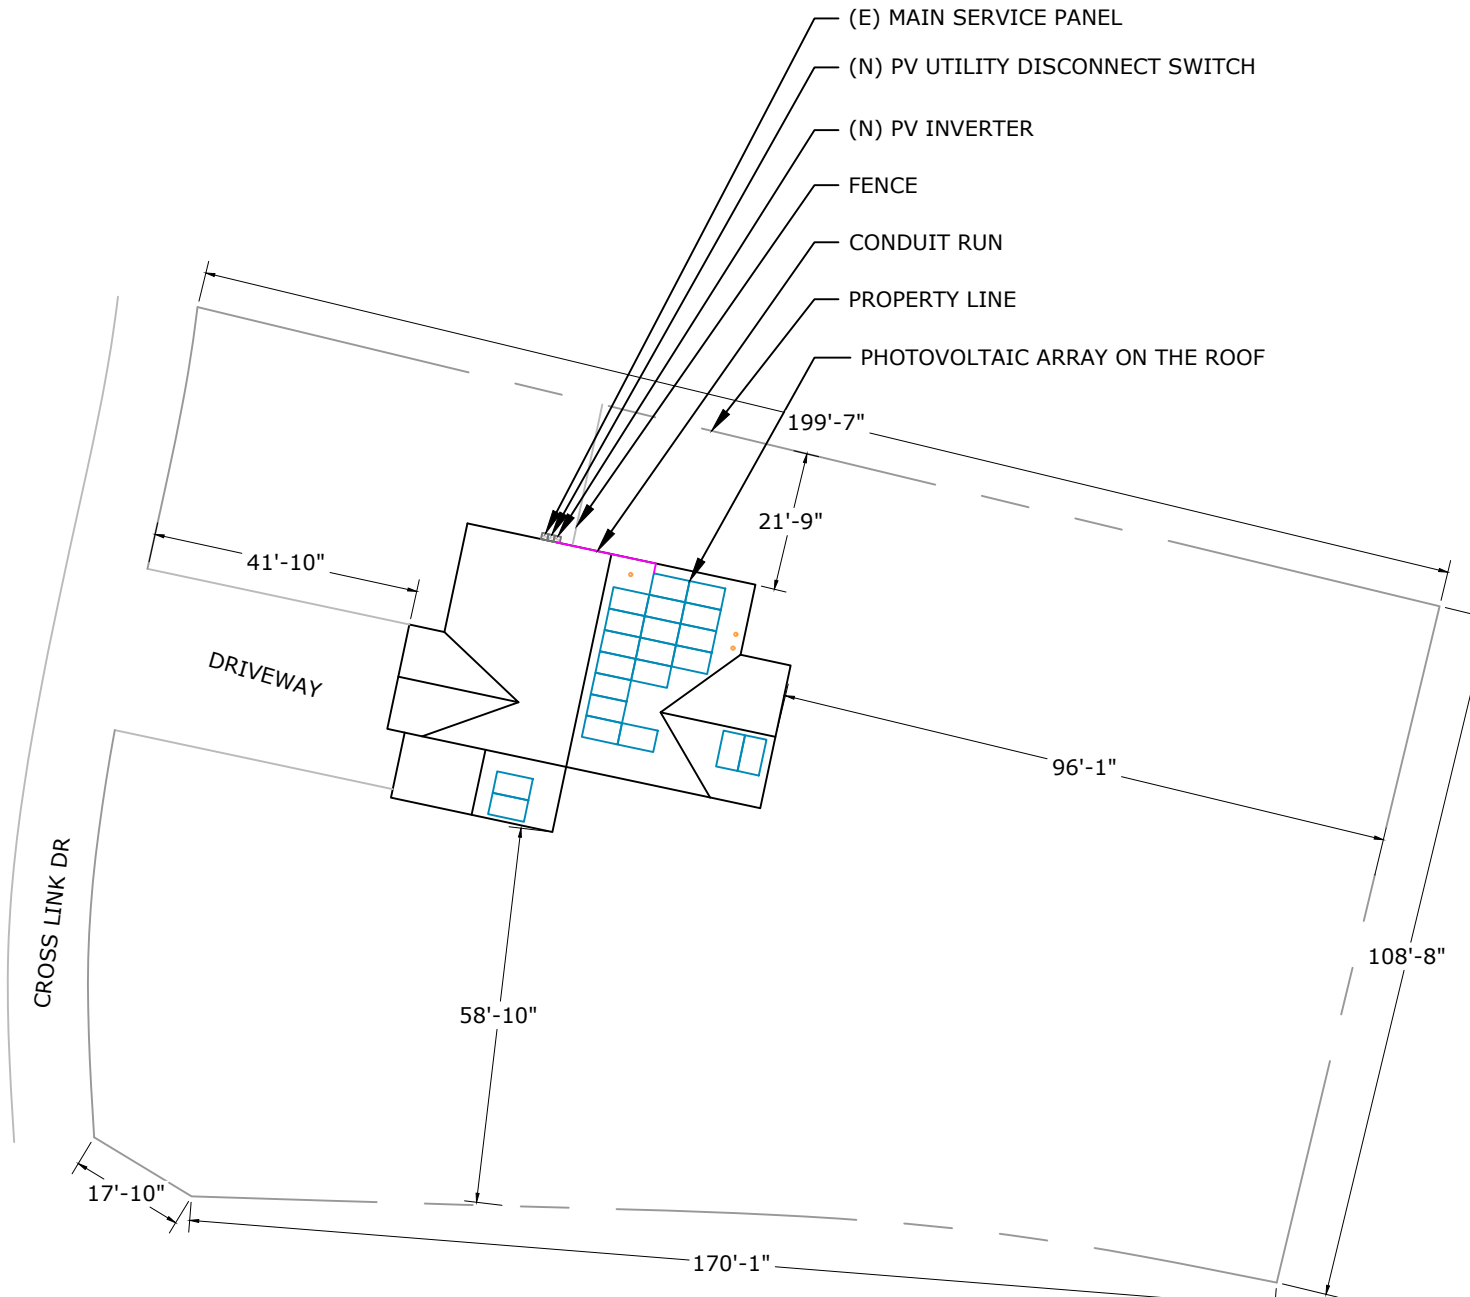 (E) MAIN SERVICE PANEL
(N) PV UTILITY DISCONNECT SWITCH
(N) PV INVERTER
FENCE
CONDUIT RUN
PROPERTY LINE
PHOTOVOLTAIC ARRAY ON THE ROOF
199'-7"
21'-9"
41'-10"
DRIVEWAY
96'-1"
CROSS LINK DR
108'-8"
58'-10"
17'-10"
170'-1"